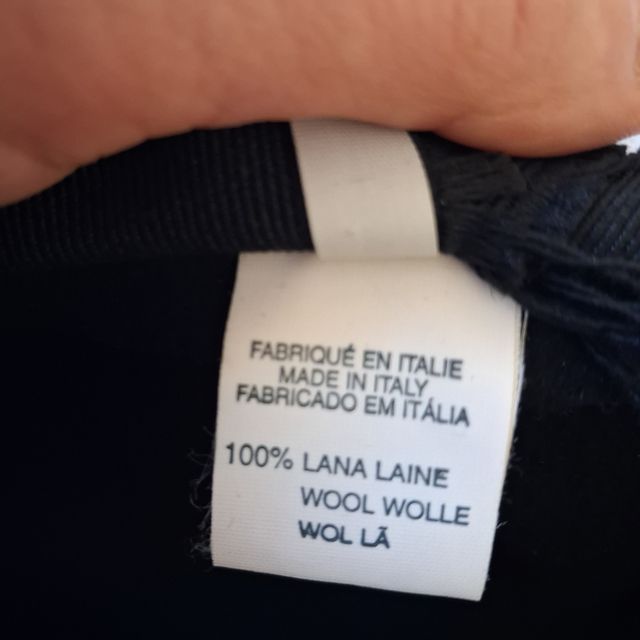 FABRIQUÉ EN ITALIE
MADE IN ITALY
FABRICADO EM ITÁLIA
100% LANA LAINE
WOOL WOLLE
WOL LÃ